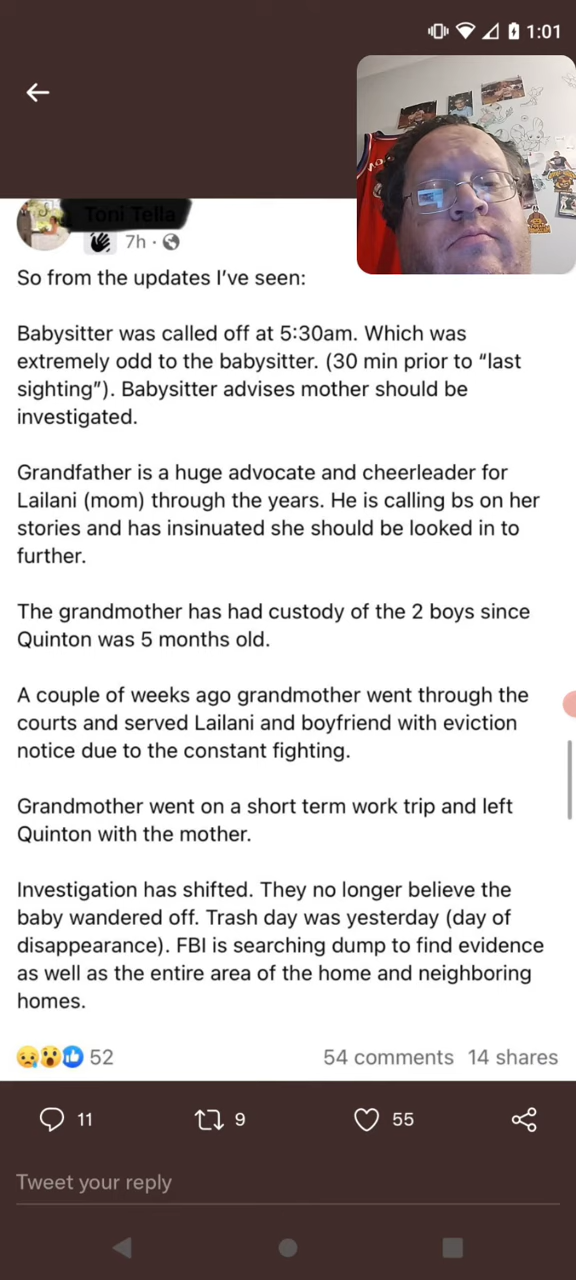 1:01
Toni Tella
7h ·
So from the updates I've seen:
Babysitter was called off at 5:30am. Which was
extremely odd to the babysitter. (30 min prior to “last
sighting”). Babysitter advises mother should be
investigated.
Grandfather is a huge advocate and cheerleader for
Lailani (mom) through the years. He is calling bs on her
stories and has insinuated she should be looked in to
further.
The grandmother has had custody of the 2 boys since
Quinton was 5 months old.
A couple of weeks ago grandmother went through the
courts and served Lailani and boyfriend with eviction
notice due to the constant fighting.
Grandmother went on a short term work trip and left
Quinton with the mother.
Investigation has shifted. They no longer believe the
baby wandered off. Trash day was yesterday (day of
disappearance). FBI is searching dump to find evidence
as well as the entire area of the home and neighboring
homes.
52 54 comments 14 shares
11 9 55
Tweet your reply